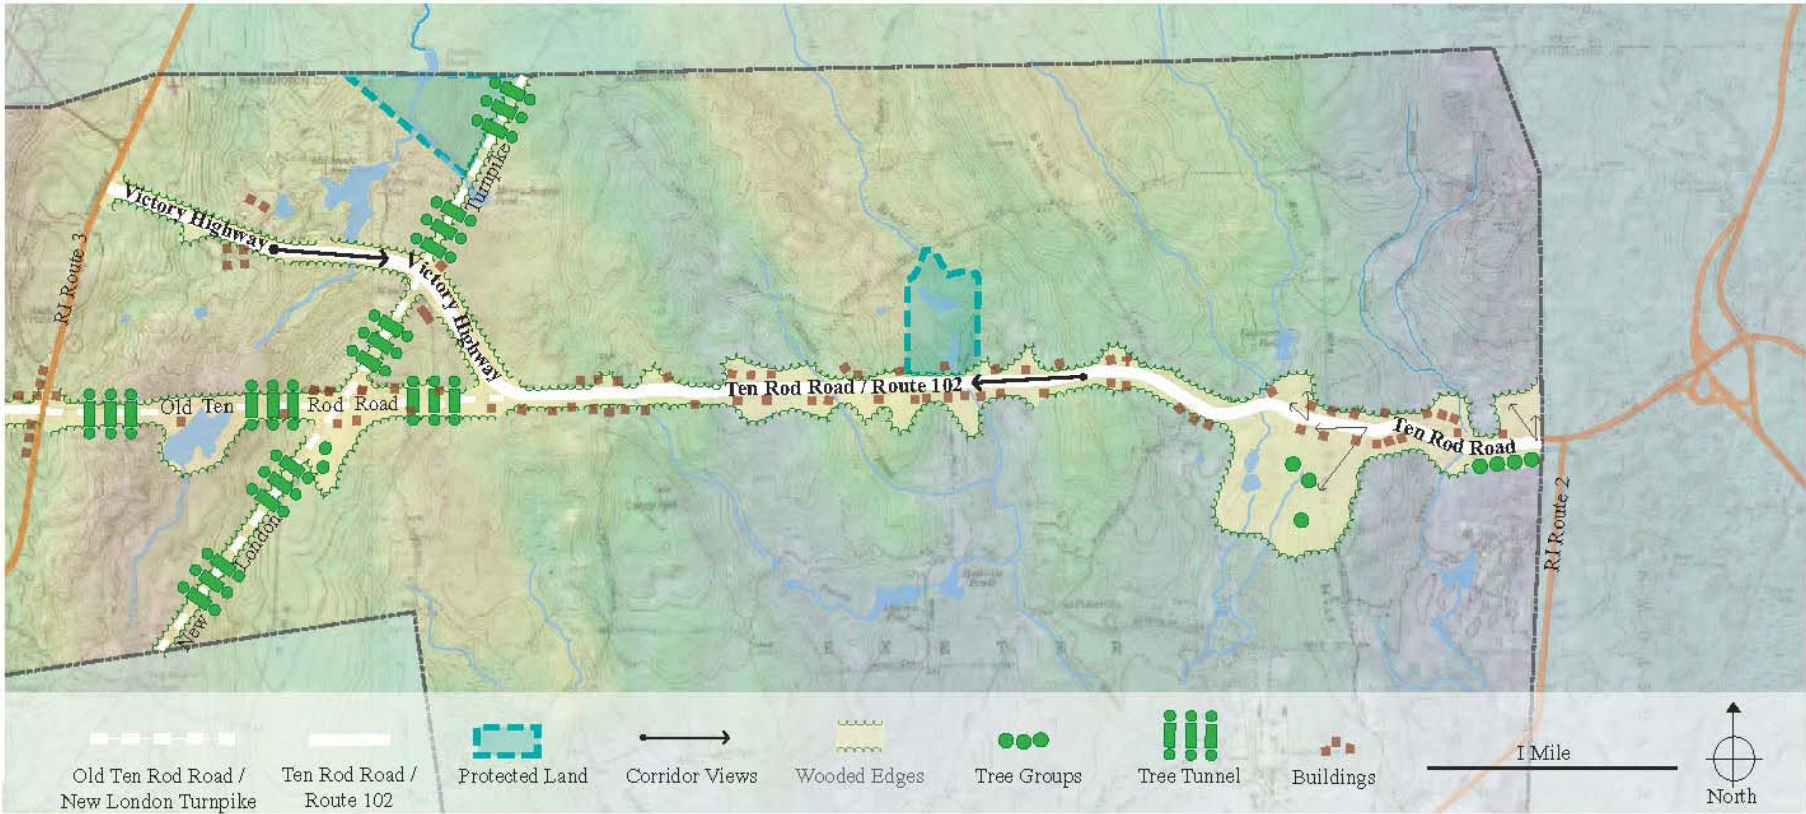 Turnpike
Victory Highway
RI Route 3
Victory Highway
Ten Rod Road / Route 102
Old Ten Rod Road
Ten Rod Road
London
New
RI Route 2
E X E T E R
Old Ten Rod Road /
New London Turnpike
Ten Rod Road /
Route 102
Protected Land
Corridor Views
Wooded Edges
Tree Groups
Tree Tunnel
Buildings
1 Mile
North